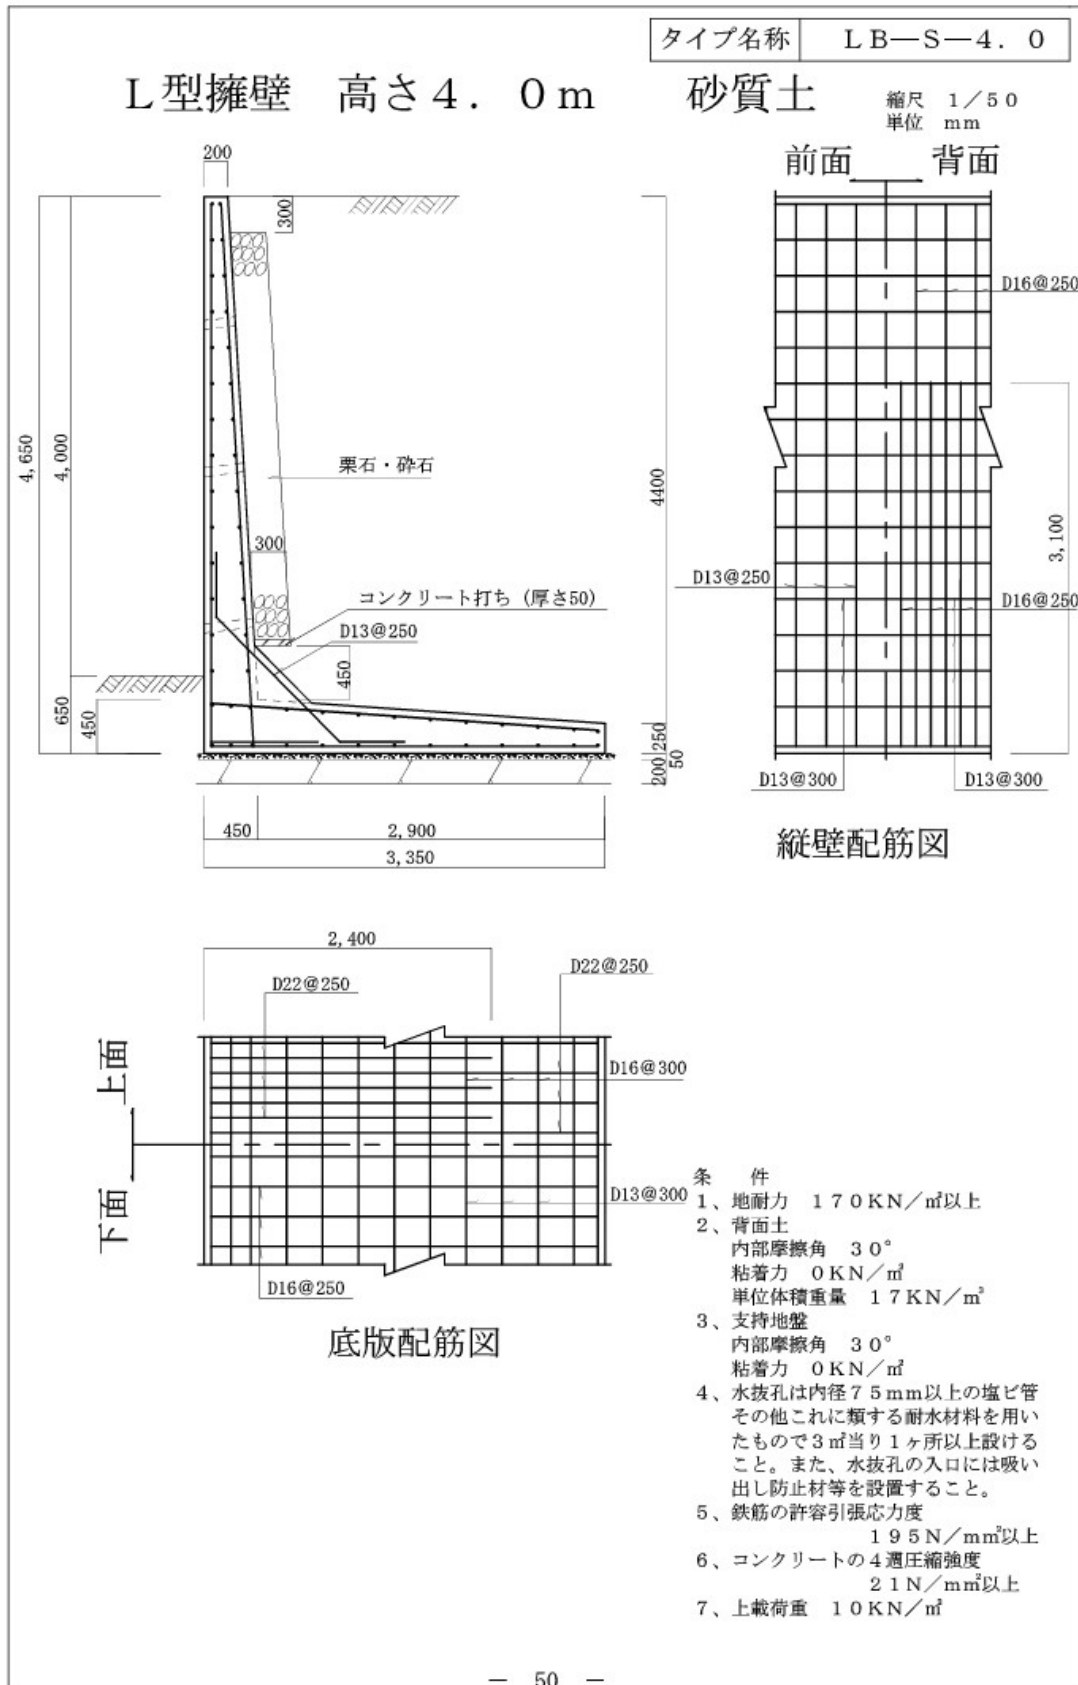 タイプ名称 ＬＢ—Ｓ—４．０
Ｌ型擁壁　高さ４．０ｍ　砂質土
縮尺　１／５０
単位　ｍｍ
前面 背面
200
300
D16@250
4,650
4,000
栗石・砕石
4400
3,100
300
D13@250
コンクリート打ち（厚さ50）
D16@250
D13@250
450
650
450
250
50
200
D13@300
D13@300
450
2,900
3,350
縦壁配筋図
2,400
D22@250
D22@250
上面
D16@300
下面
D13@300
D16@250
底版配筋図
条　件
１、地耐力　１７０ＫＮ／㎡以上
２、背面土
内部摩擦角　３０°
粘着力　０ＫＮ／㎡
単位体積重量　１７ＫＮ／㎥
３、支持地盤
内部摩擦角　３０°
粘着力　０ＫＮ／㎡
４、水抜孔は内径７５ｍｍ以上の塩ビ管
その他これに類する耐水材料を用い
たもので３㎡当り１ヶ所以上設ける
こと。また、水抜孔の入口には吸い
出し防止材等を設置すること。
５、鉄筋の許容引張応力度
１９５Ｎ／ｍ㎡以上
６、コンクリートの４週圧縮強度
２１Ｎ／ｍ㎡以上
７、上載荷重　１０ＫＮ／㎡
— 50 —